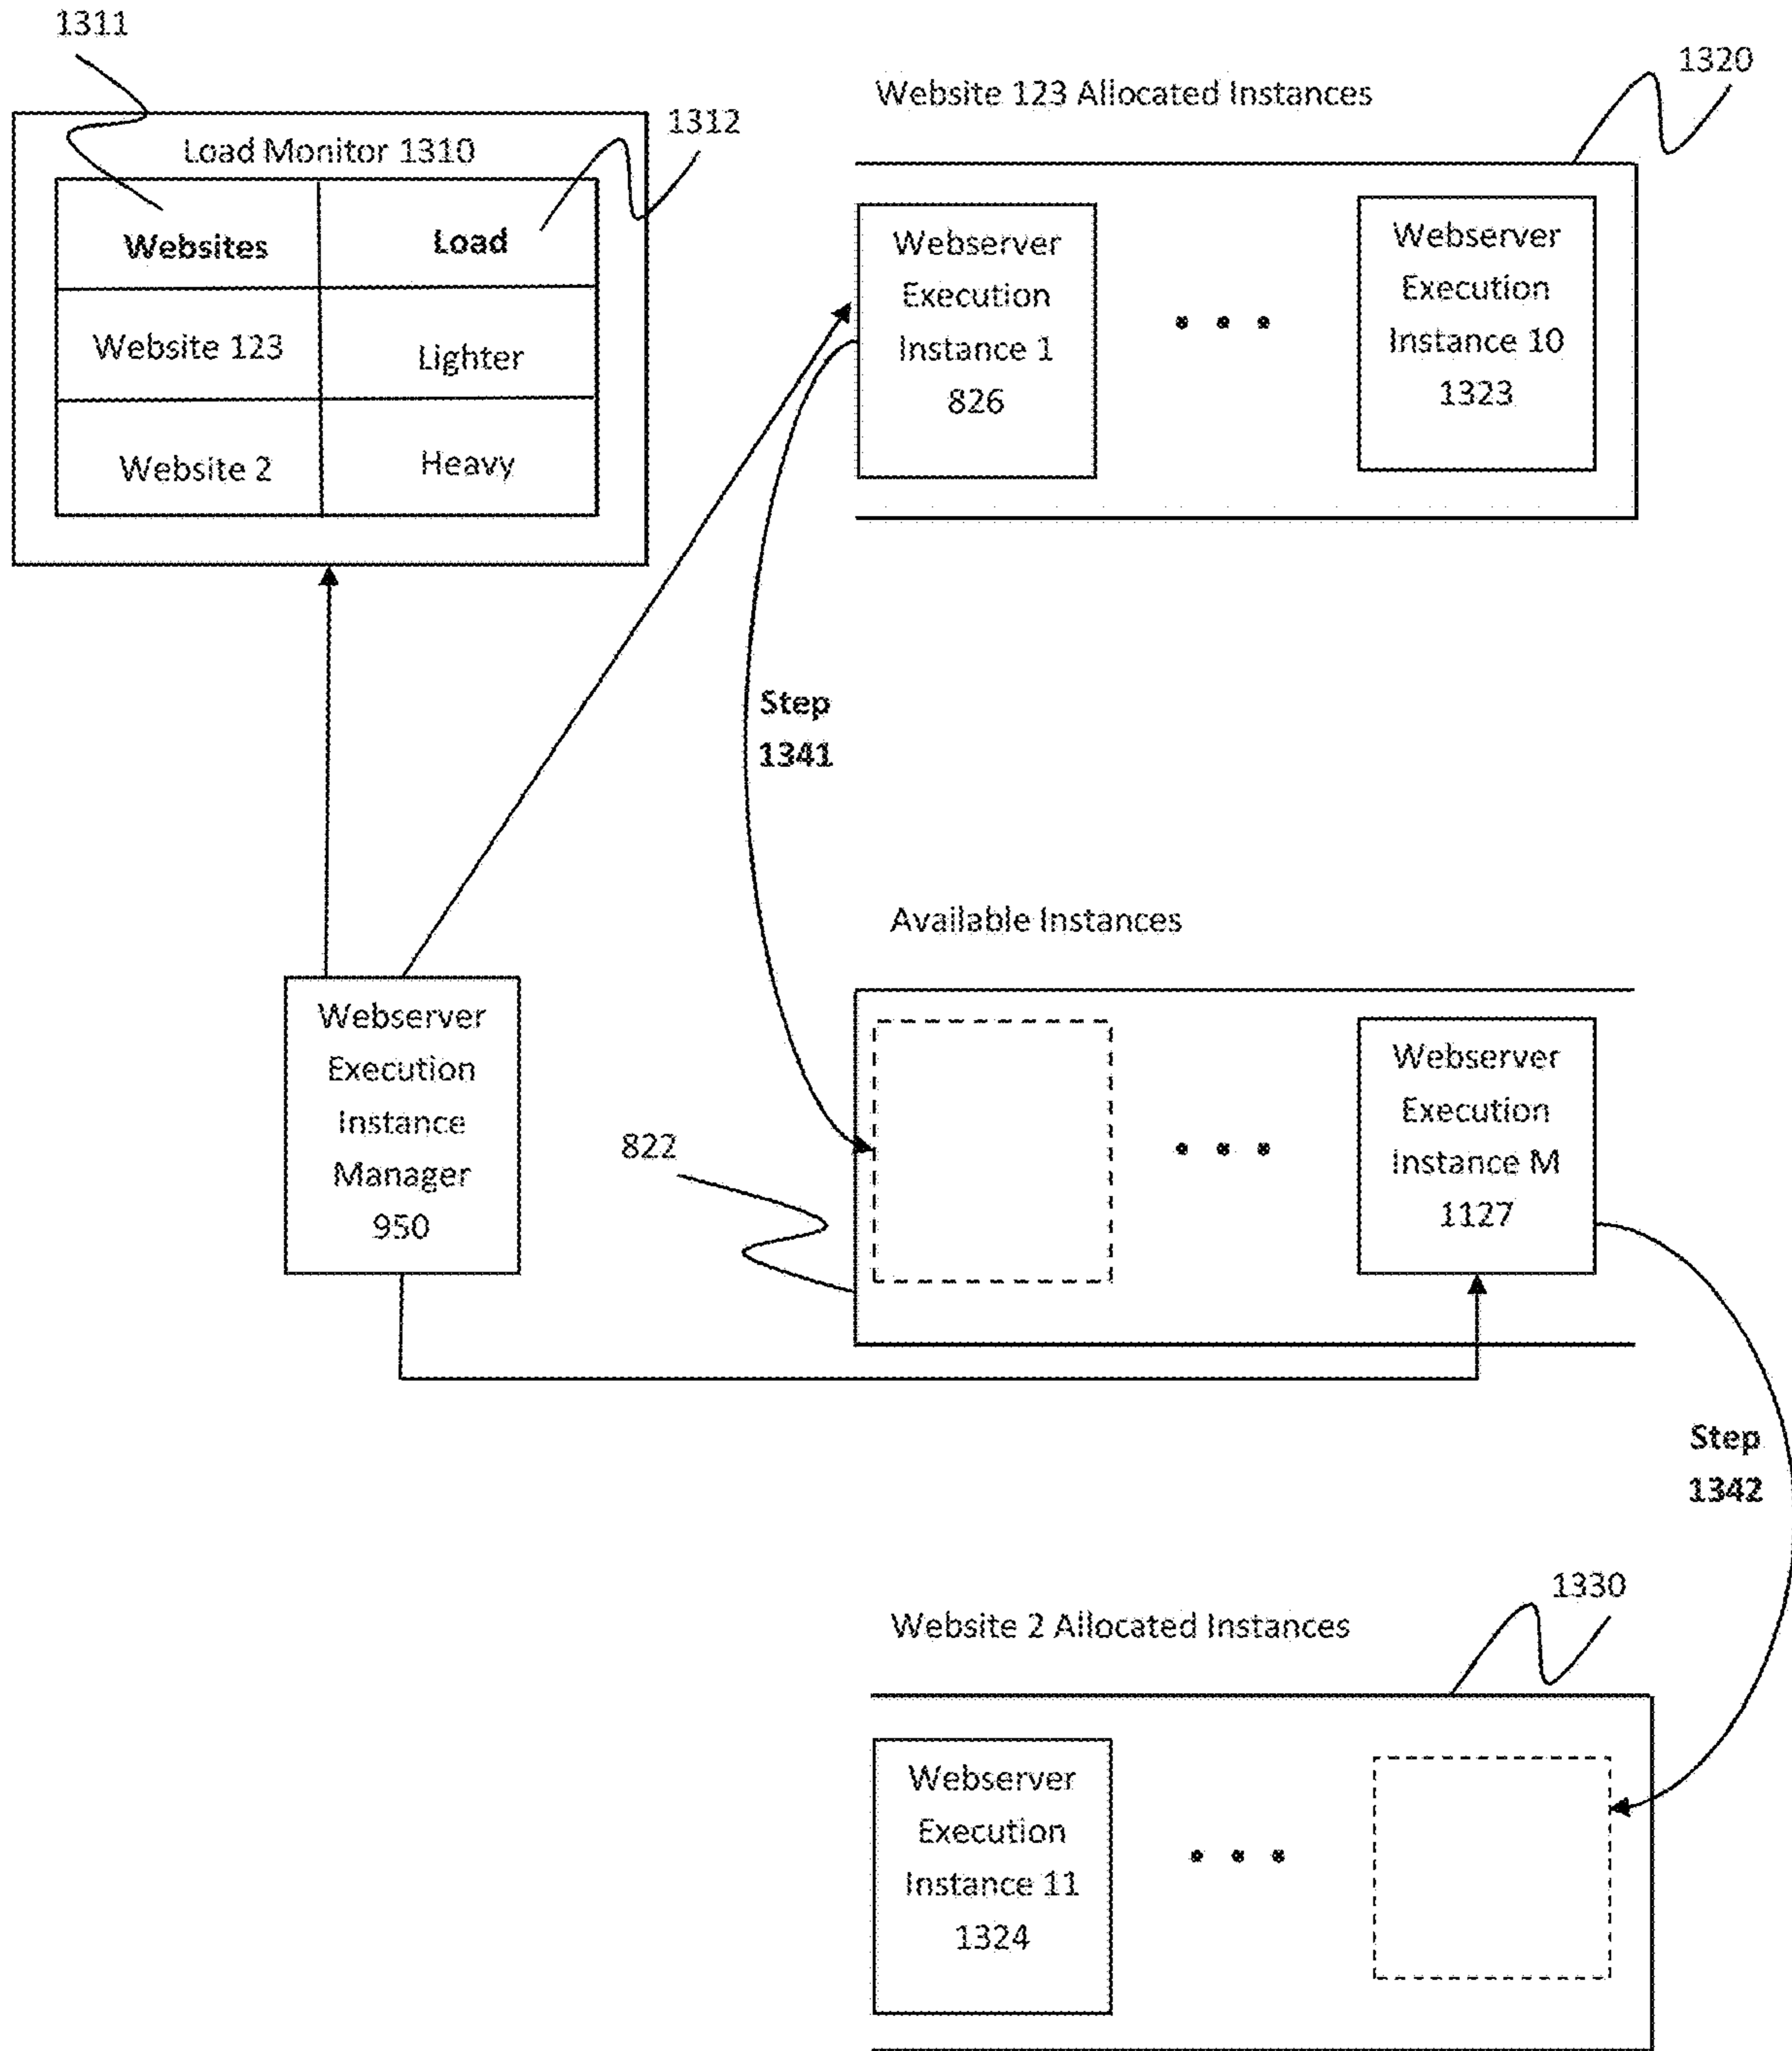 1311
1320
Website 123 Allocated Instances
1312
Load Monitor 1310
Websites
Load
Website 123
Lighter
Website 2
Heavy
Webserver
Execution
Instance 1
826
Webserver
Execution
Instance 10
1323
Step
1341
Available Instances
Webserver
Execution
Instance
Manager
950
822
Webserver
Execution
Instance M
1127
Step
1342
1330
Website 2 Allocated Instances
Webserver
Execution
Instance 11
1324